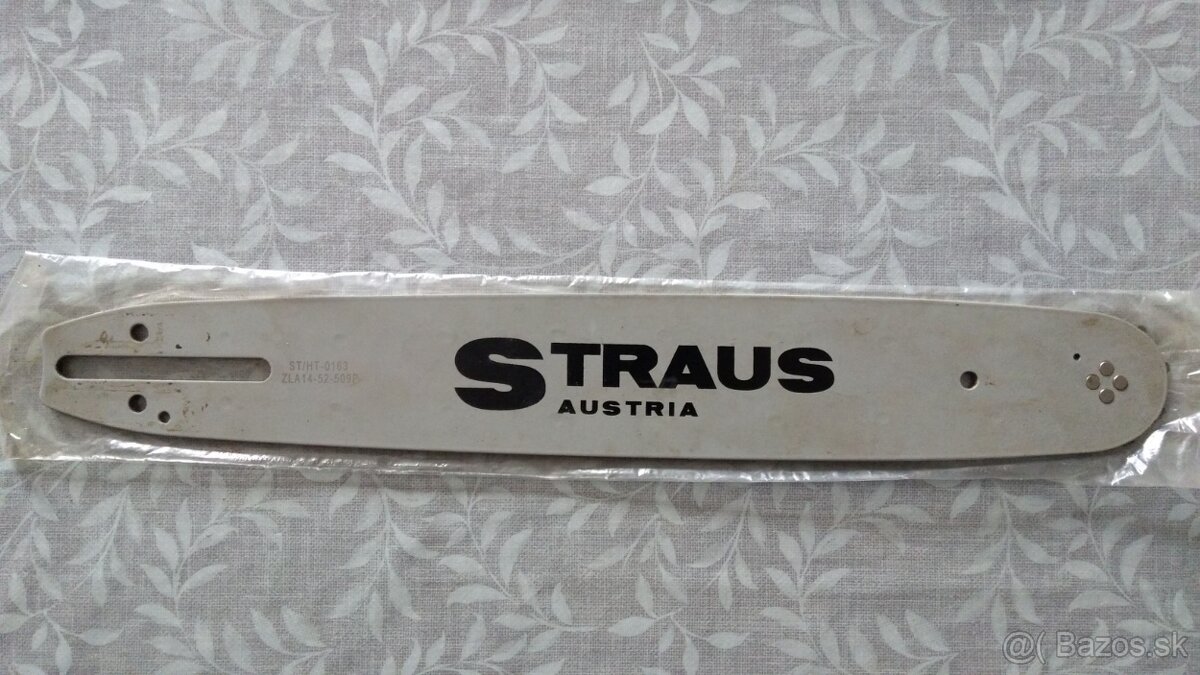 ST/HT-0163
ZLA14-52-509P
STRAUS
AUSTRIA
@( Bazos.sk